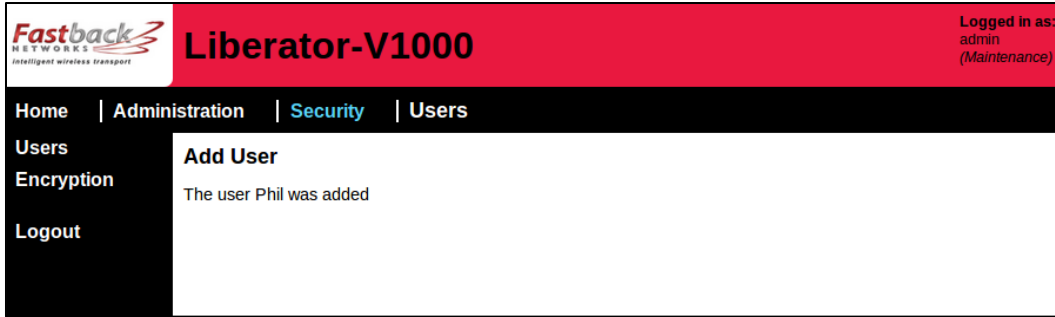 Fastback
NETWORKS
intelligent wireless transport
Liberator-V1000
Logged in as:
admin
(Maintenance)
Home | Administration | Security | Users
Users
Encryption
Logout
Add User
The user Phil was added